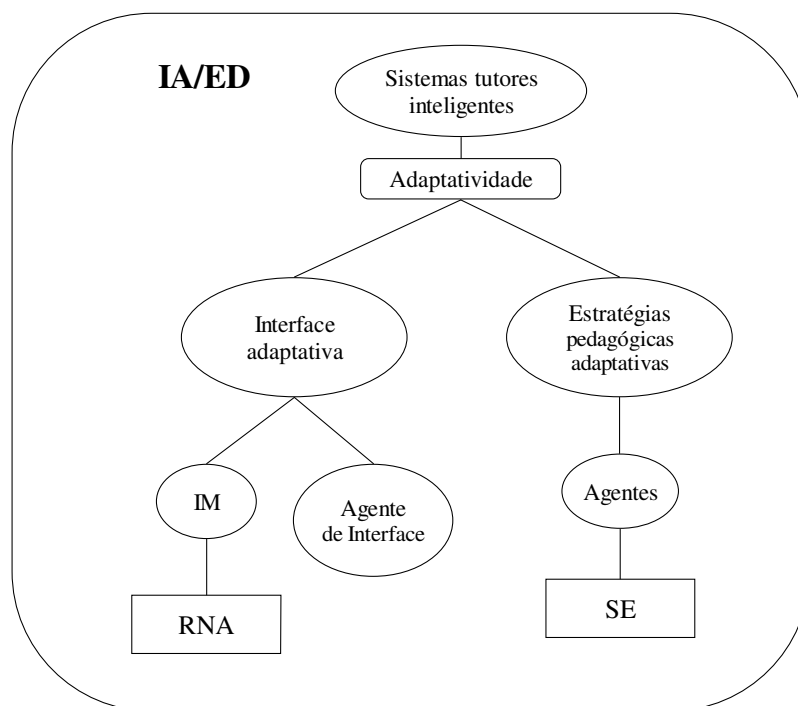 IA/ED
Sistemas tutores
inteligentes
Adaptatividade
Interface
adaptativa
Estratégias
pedagógicas
adaptativas
IM
Agente
de Interface
Agentes
RNA
SE